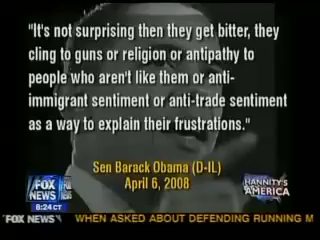 "It's not surprising then they get bitter, they
cling to guns or religion or antipathy to
people who aren't like them or anti-
immigrant sentiment or anti-trade sentiment
as a way to explain their frustrations."
Sen Barack Obama (D-IL)
April 6, 2008
FOX
NEWS
8:24 CT
HANNITY'S
AMERICA
FOX NEWS WHEN ASKED ABOUT DEFENDING RUNNING M